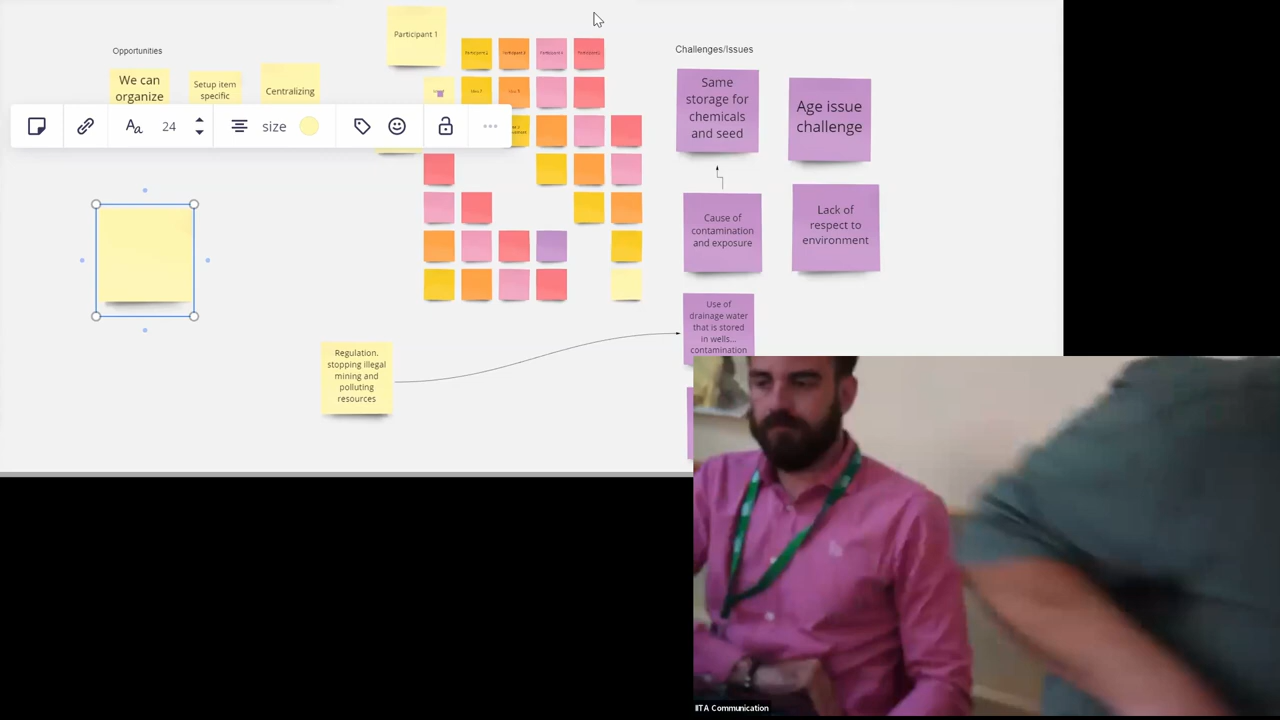 Opportunities
We can
organize
Setup item
specific
Centralizing
Participant 1
24
size
Challenges/Issues
Same
storage for
chemicals
and seed
Age issue
challenge
Cause of
contamination
and exposure
Lack of
respect to
environment
Use of
drainage water
that is stored
in wells...
contamination
Regulation.
stopping illegal
mining and
polluting
resources
IITA Communication